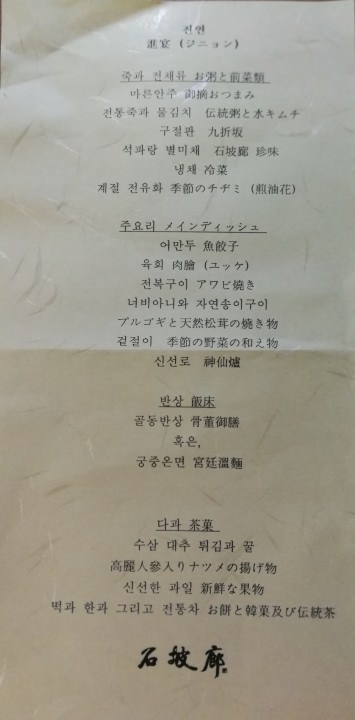 진연
進宴 (ジニョン)
죽과 전채류 お粥と前菜類
마른안주 御摘おつまみ
전통죽과 물김치 伝統粥と水キムチ
구절판 九折坂
석파랑 별미채 石坡廊 珍味
냉채 冷菜
계절 전유화 季節のチヂミ (煎油花)
주요리 メインディッシュ
어만두 魚餃子
육회 肉膾 (ユッケ)
전복구이 アワビ焼き
너비아니와 자연송이구이
ブルゴギと天然松茸の焼き物
겉절이 季節の野菜の和え物
신선로 神仙爐
반상 飯床
골동반상 骨董御膳
혹은,
궁중온면 宮廷温麵
다과 茶菓
수삼 대추 튀김과 꿀
高麗人參入りナツメの揚げ物
신선한 과일 新鮮な果物
떡과 한과 그리고 전통차 お餅と韓菓及び伝統茶
石坡廊